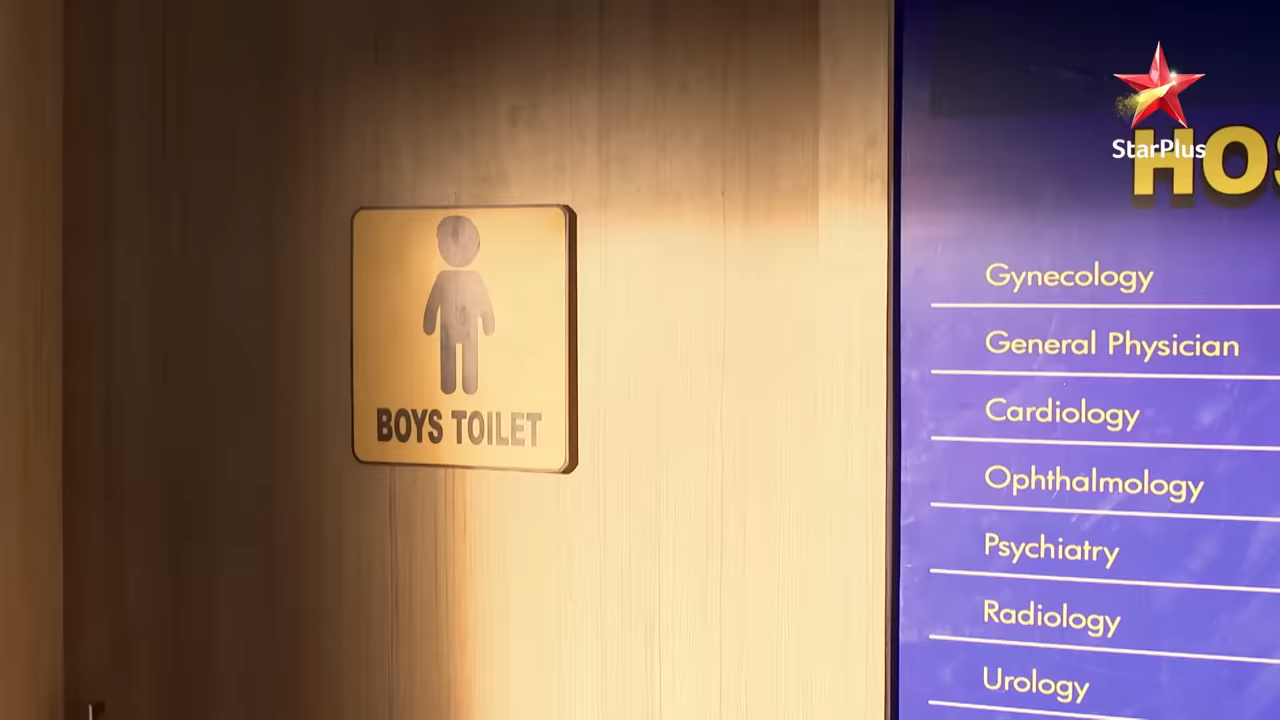 StarPlus
BOYS TOILET
Gynecology
General Physician
Cardiology
Ophthalmology
Psychiatry
Radiology
Urology